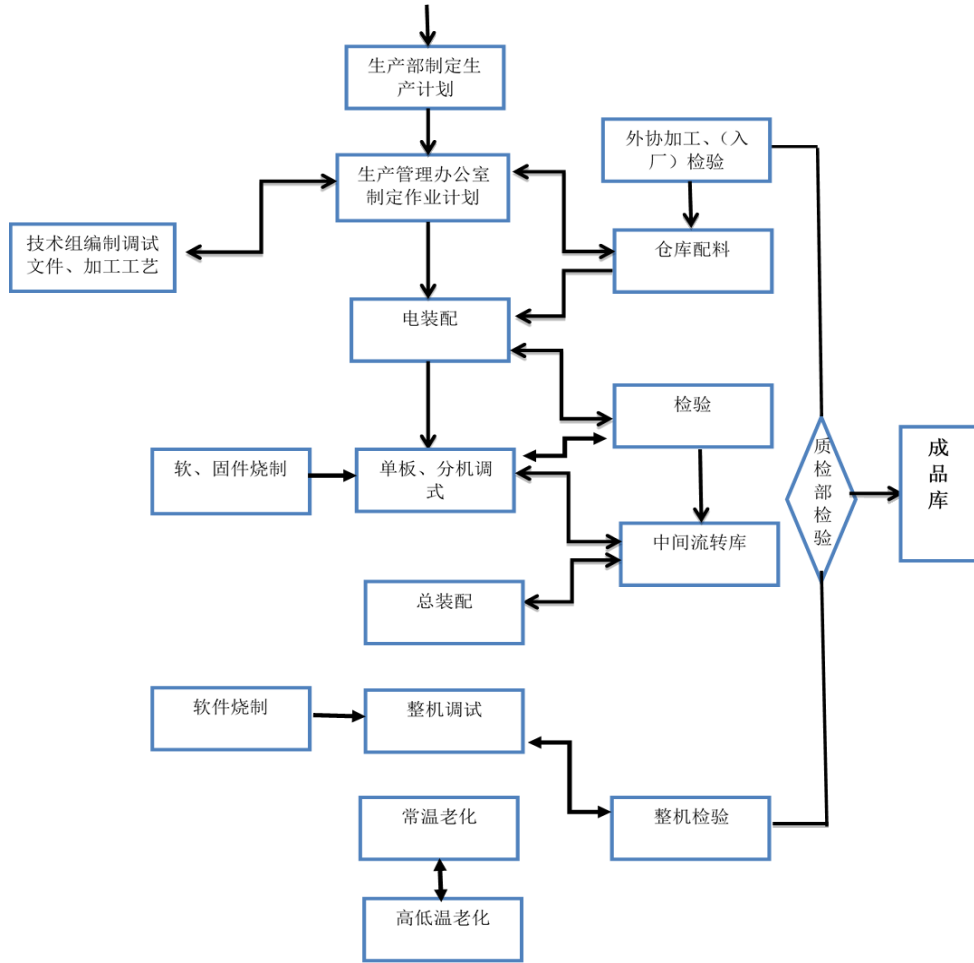 生产部制定生
产计划
外协加工、（入
厂）检验
生产管理办公室
制定作业计划
技术组编制调试
文件、加工工艺
仓库配料
电装配
检验
质检部检验
成品库
软、固件烧制
单板、分机调
式
中间流转库
总装配
软件烧制
整机调试
常温老化
整机检验
高低温老化